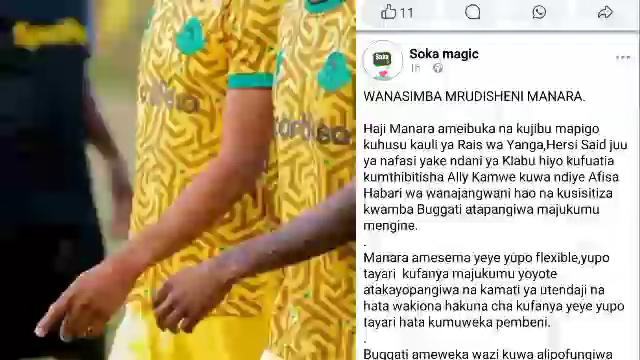 11
Soka magic
1h
WANASIMBA MRUDISHENI MANARA.
Haji Manara ameibuka na kujibu mapigo
kuhusu kauli ya Rais wa Yanga,Hersi Said juu
ya nafasi yake ndani ya Klabu hiyo kufuatia
kumthibitisha Ally Kamwe kuwa ndiye Afisa
Habari wa wanajangwani hao na kusisitiza
kwamba Buggati atapangiwa majukumu
mengine.
.
Manara amesema yeye yupo flexible,yupo
tayari kufanya majukumu yoyote
atakayopangiwa na kamati ya utendaji na
hata wakiona hakuna cha kufanya yeye yupo
tayari hata kumuweka pembeni.
.
Buggati ameweka wazi kuwa alipofungiwa